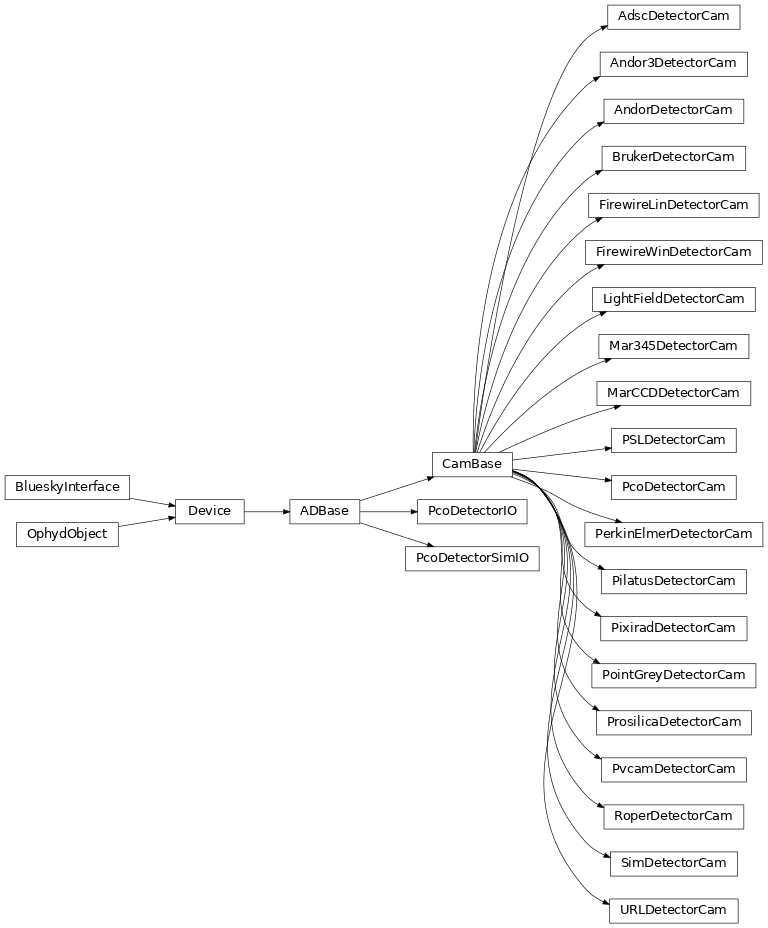 AdscDetectorCam
Andor3DetectorCam
AndorDetectorCam
BrukerDetectorCam
FirewireLinDetectorCam
FirewireWinDetectorCam
LightFieldDetectorCam
Mar345DetectorCam
MarCCDDetectorCam
PSLDetectorCam
CamBase
BlueskyInterface
PcoDetectorCam
Device
ADBase
PcoDetectorIO
OphydObject
PerkinElmerDetectorCam
PcoDetectorSimIO
PilatusDetectorCam
PixiradDetectorCam
PointGreyDetectorCam
ProsilicaDetectorCam
PvcamDetectorCam
RoperDetectorCam
SimDetectorCam
URLDetectorCam